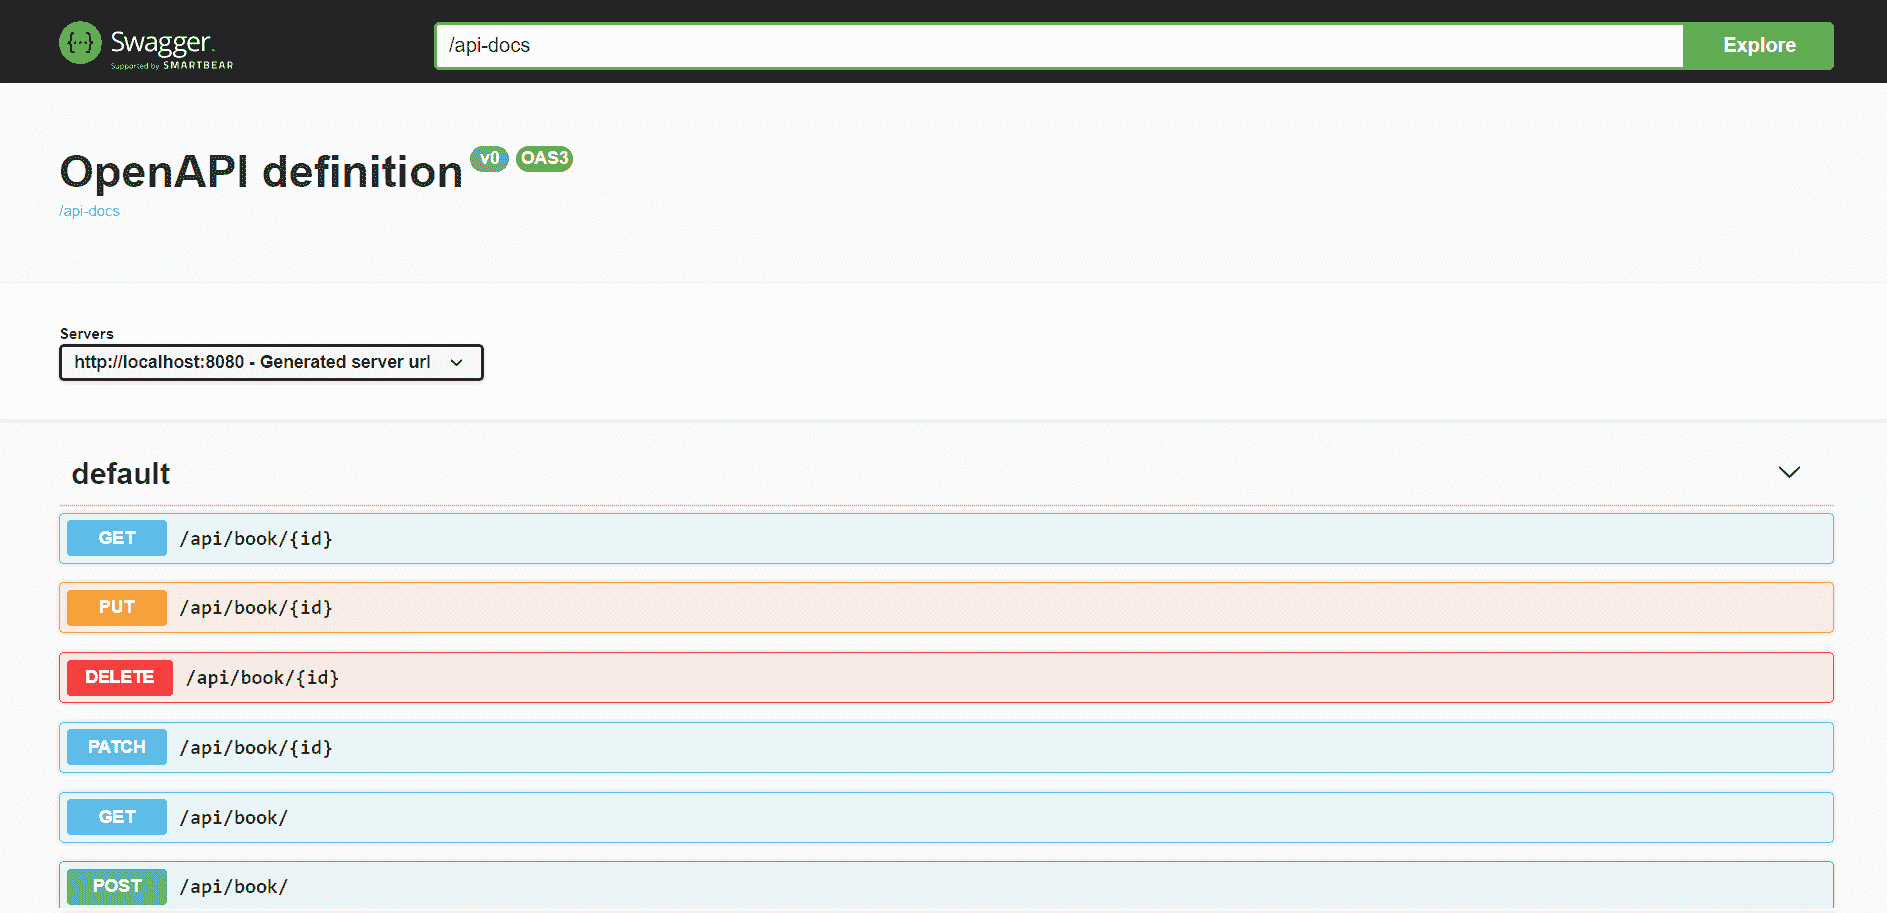 Swagger.
Supported by SMARTBEAR
/api-docs
Explore
OpenAPI definition v0 OAS3
/api-docs
Servers
http://localhost:8080 - Generated server url
default
GET /api/book/{id}
PUT /api/book/{id}
DELETE /api/book/{id}
PATCH /api/book/{id}
GET /api/book/
POST /api/book/